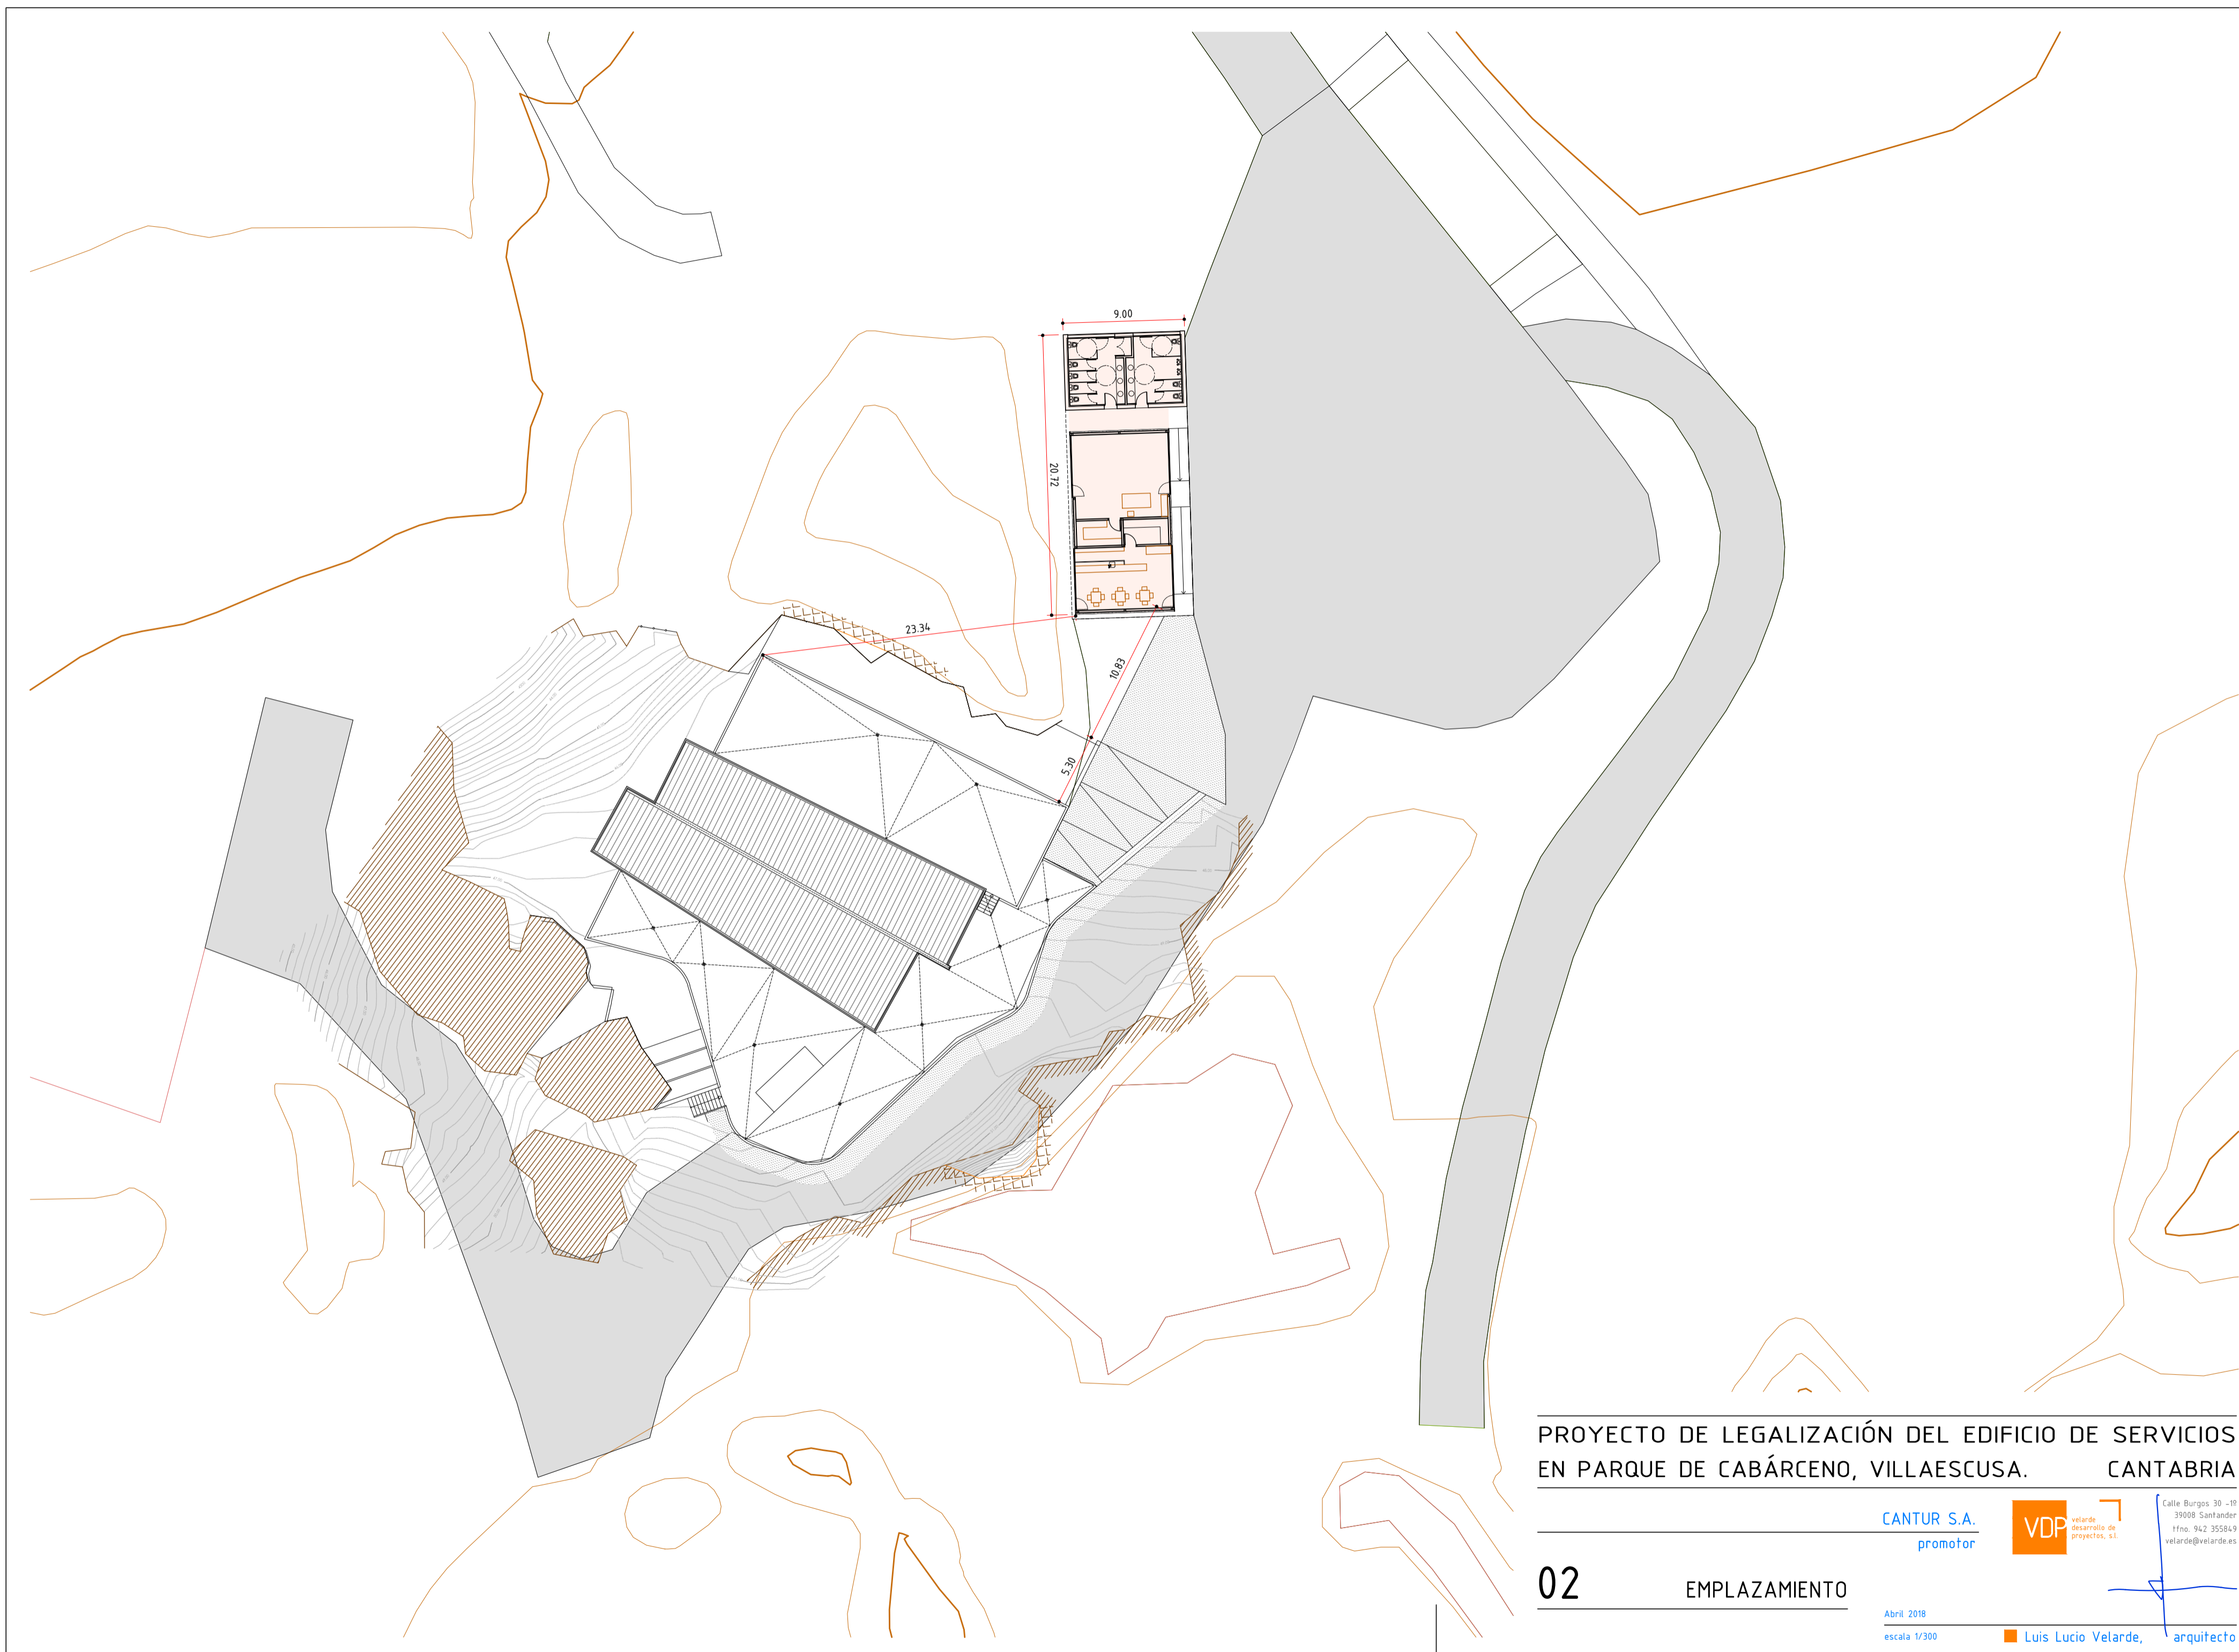 9.00
20.72
23.34
10.83
5.30
PROYECTO DE LEGALIZACIÓN DEL EDIFICIO DE SERVICIOS
EN PARQUE DE CABÁRCENO, VILLAESCUSA. CANTABRIA
CANTUR S.A.
promotor
VDP
velarde
desarrollo de
proyectos, s.l.
Calle Burgos 30 -1º
39008 Santander
tfno. 942 355849
velarde@velarde.es
02 EMPLAZAMIENTO
Abril 2018
escala 1/300
Luis Lucio Velarde, arquitecto